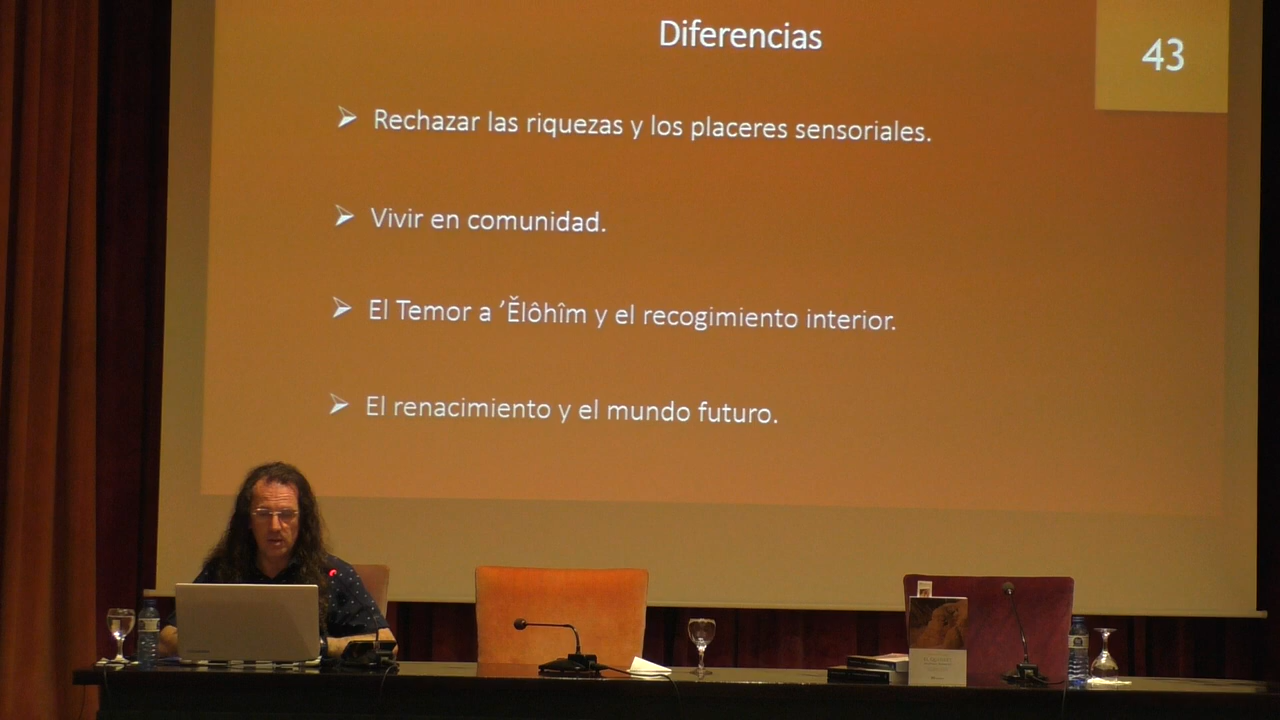 Diferencias
43
➢ Rechazar las riquezas y los placeres sensoriales.
➢ Vivir en comunidad.
➢ El Temor a ’Ĕlôhîm y el recogimiento interior.
➢ El renacimiento y el mundo futuro.